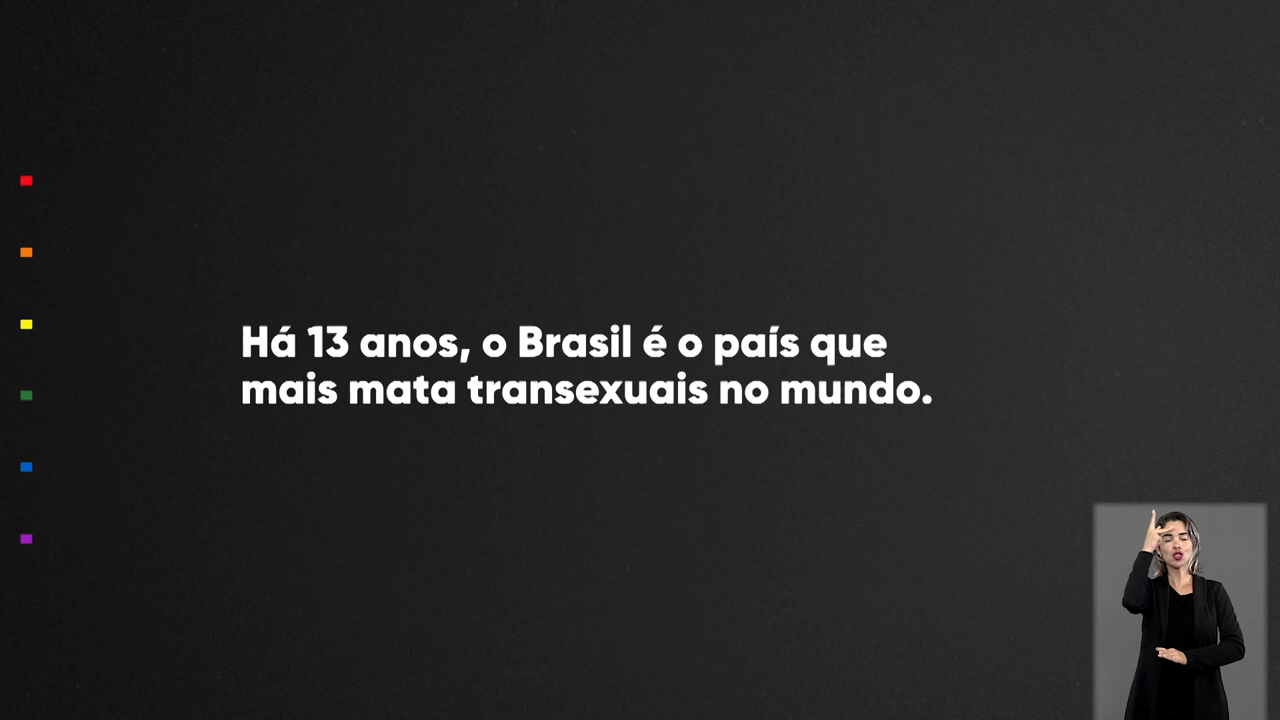 Há 13 anos, o Brasil é o país que
mais mata transexuais no mundo.